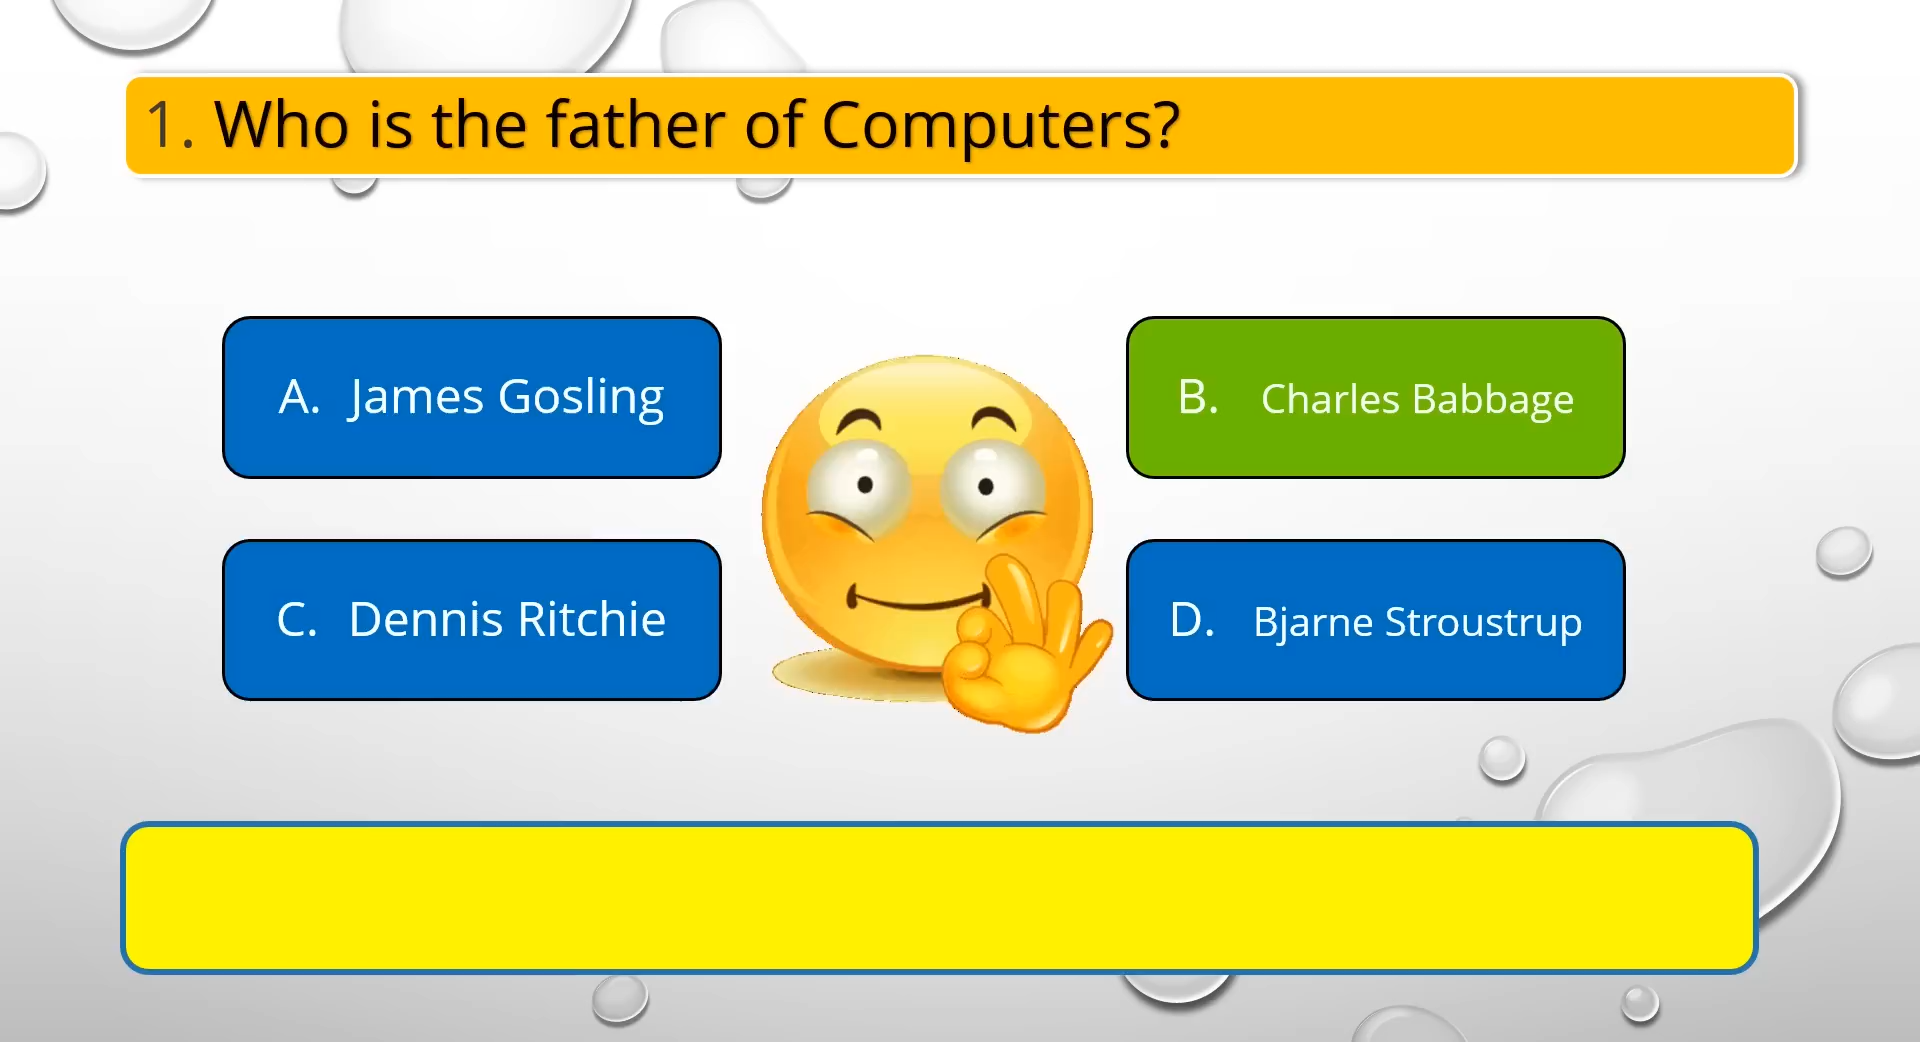 1. Who is the father of Computers?
A. James Gosling
B. Charles Babbage
C. Dennis Ritchie
D. Bjarne Stroustrup